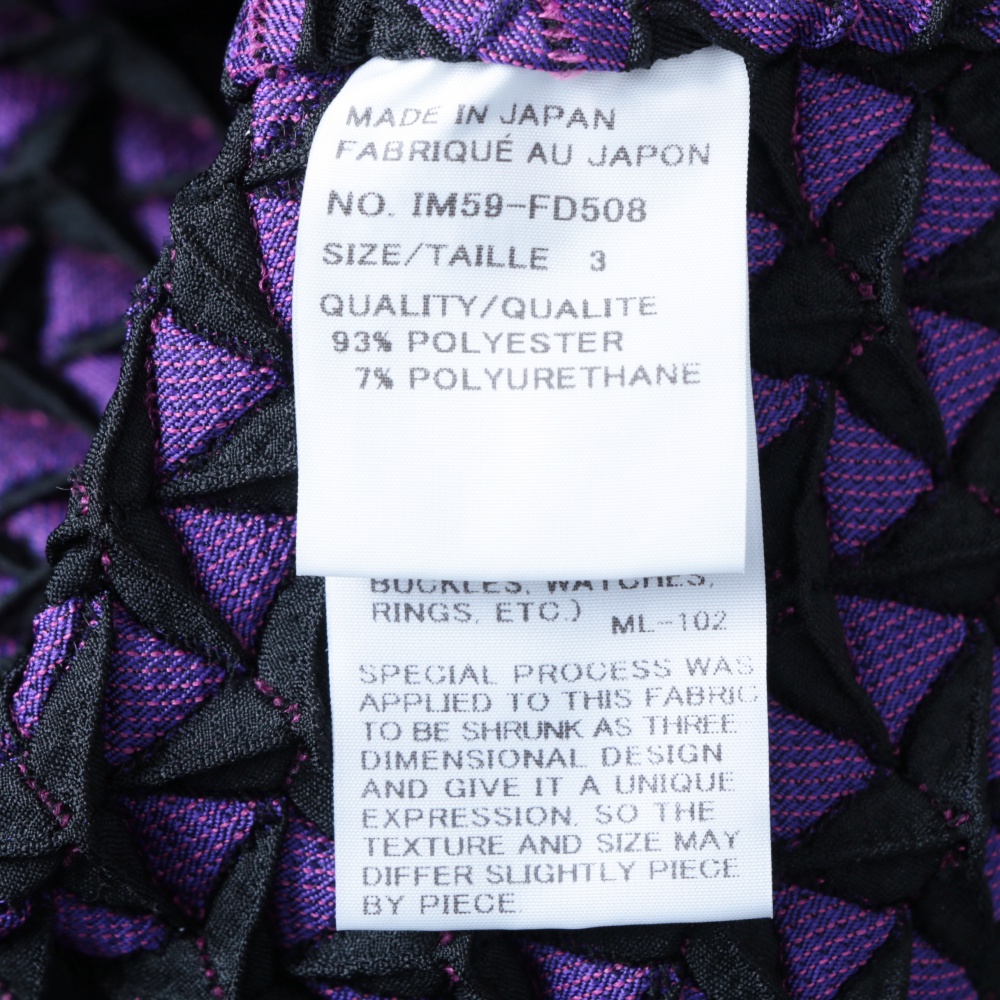 MADE IN JAPAN
FABRIQUÉ AU JAPON
NO. IM59-FD508
SIZE/TAILLE 3
QUALITY/QUALITE
93% POLYESTER
7% POLYURETHANE
BUCKLES, WATCHES,
RINGS, ETC.)
ML-102
SPECIAL PROCESS WAS
APPLIED TO THIS FABRIC
TO BE SHRUNK AS THREE
DIMENSIONAL DESIGN
AND GIVE IT A UNIQUE
EXPRESSION. SO THE
TEXTURE AND SIZE MAY
DIFFER SLIGHTLY PIECE
BY PIECE.